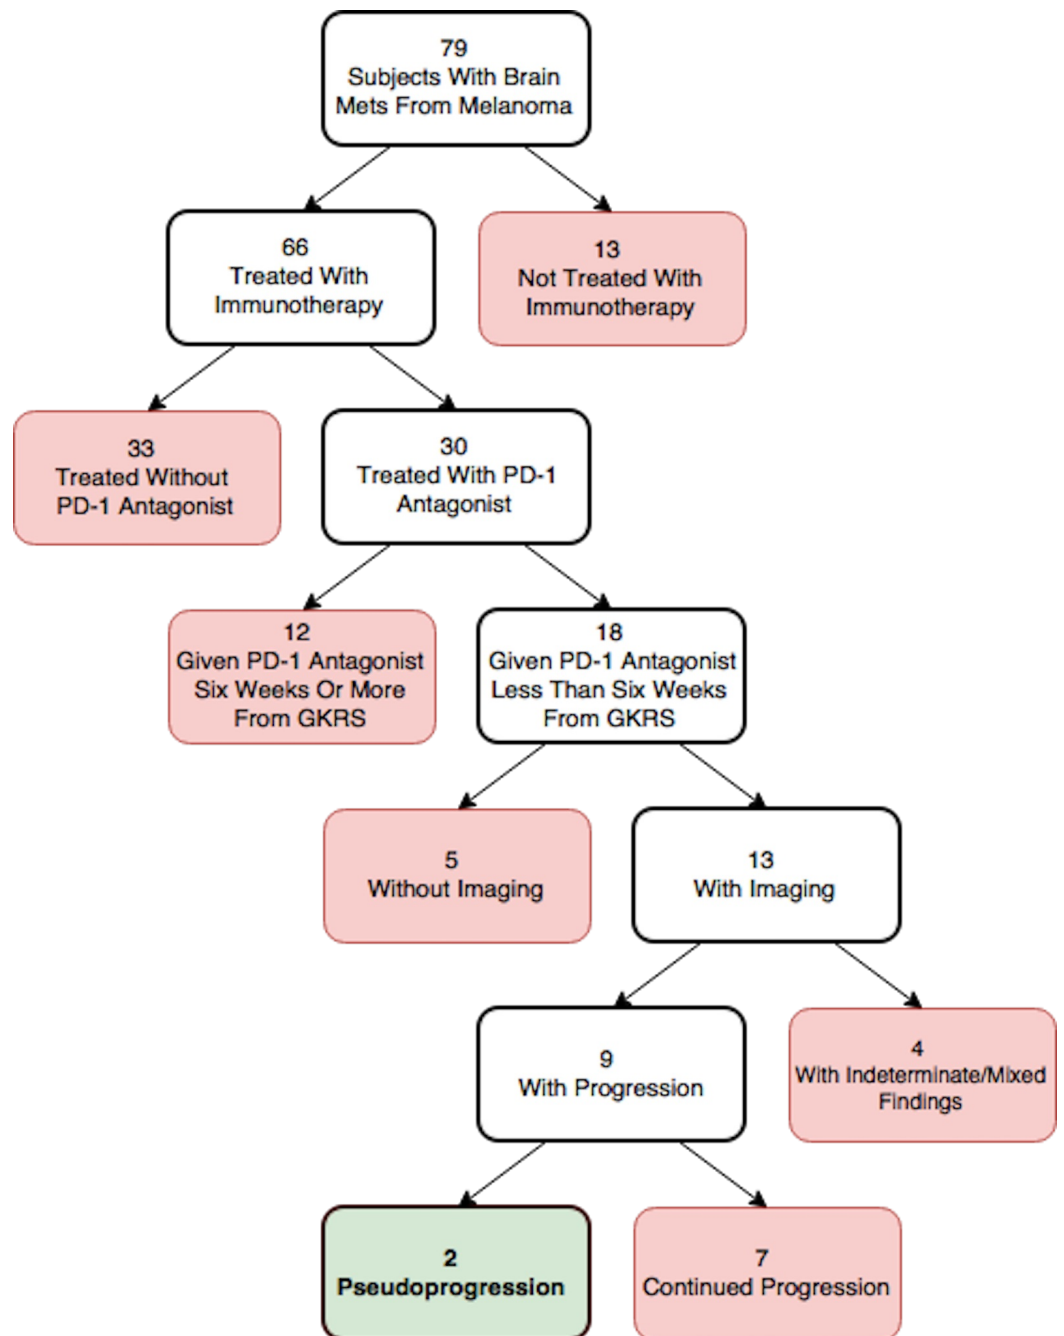 79
Subjects With Brain
Mets From Melanoma
66
Treated With
Immunotherapy
13
Not Treated With
Immunotherapy
33
Treated Without
PD-1 Antagonist
30
Treated With PD-1
Antagonist
12
Given PD-1 Antagonist
Six Weeks Or More
From GKRS
18
Given PD-1 Antagonist
Less Than Six Weeks
From GKRS
5
Without Imaging
13
With Imaging
9
With Progression
4
With Indeterminate/Mixed
Findings
2
Pseudoprogression
7
Continued Progression